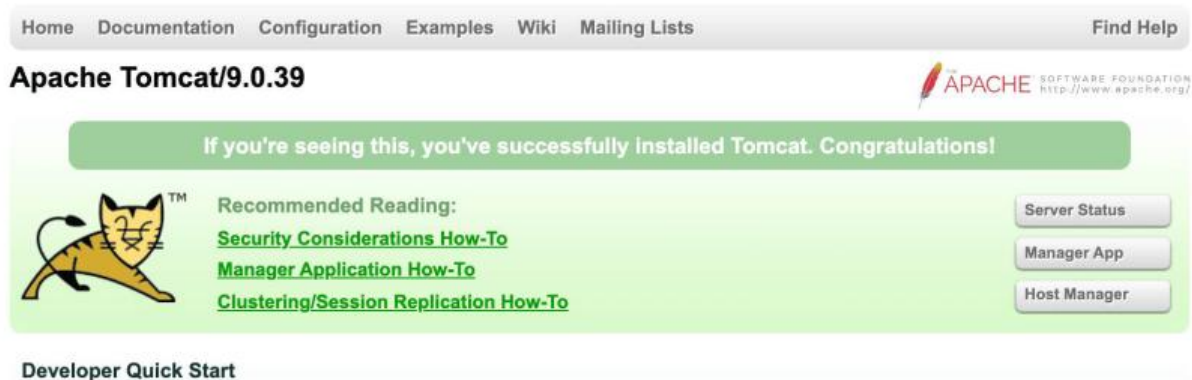 Home Documentation Configuration Examples Wiki Mailing Lists Find Help
Apache Tomcat/9.0.39
THE
APACHE SOFTWARE FOUNDATION
http://www.apache.org/
If you're seeing this, you've successfully installed Tomcat. Congratulations!
TM
Recommended Reading:
Security Considerations How-To
Manager Application How-To
Clustering/Session Replication How-To
Server Status
Manager App
Host Manager
Developer Quick Start